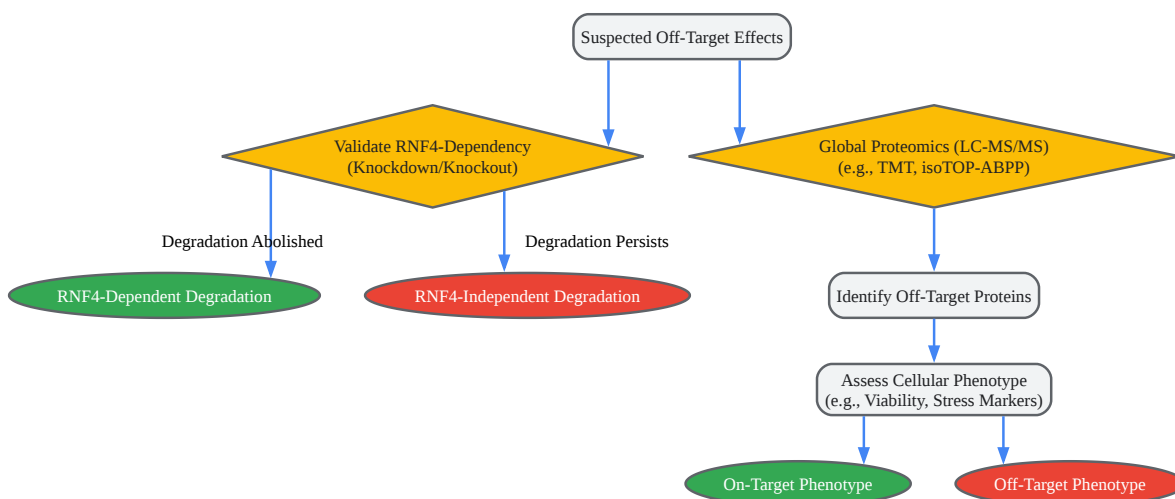 Suspected Off-Target Effects
Validate RNF4-Dependency
(Knockdown/Knockout)
Global Proteomics (LC-MS/MS)
(e.g., TMT, isoTOP-ABPP)
Degradation Abolished
Degradation Persists
RNF4-Dependent Degradation
RNF4-Independent Degradation
Identify Off-Target Proteins
Assess Cellular Phenotype
(e.g., Viability, Stress Markers)
On-Target Phenotype
Off-Target Phenotype